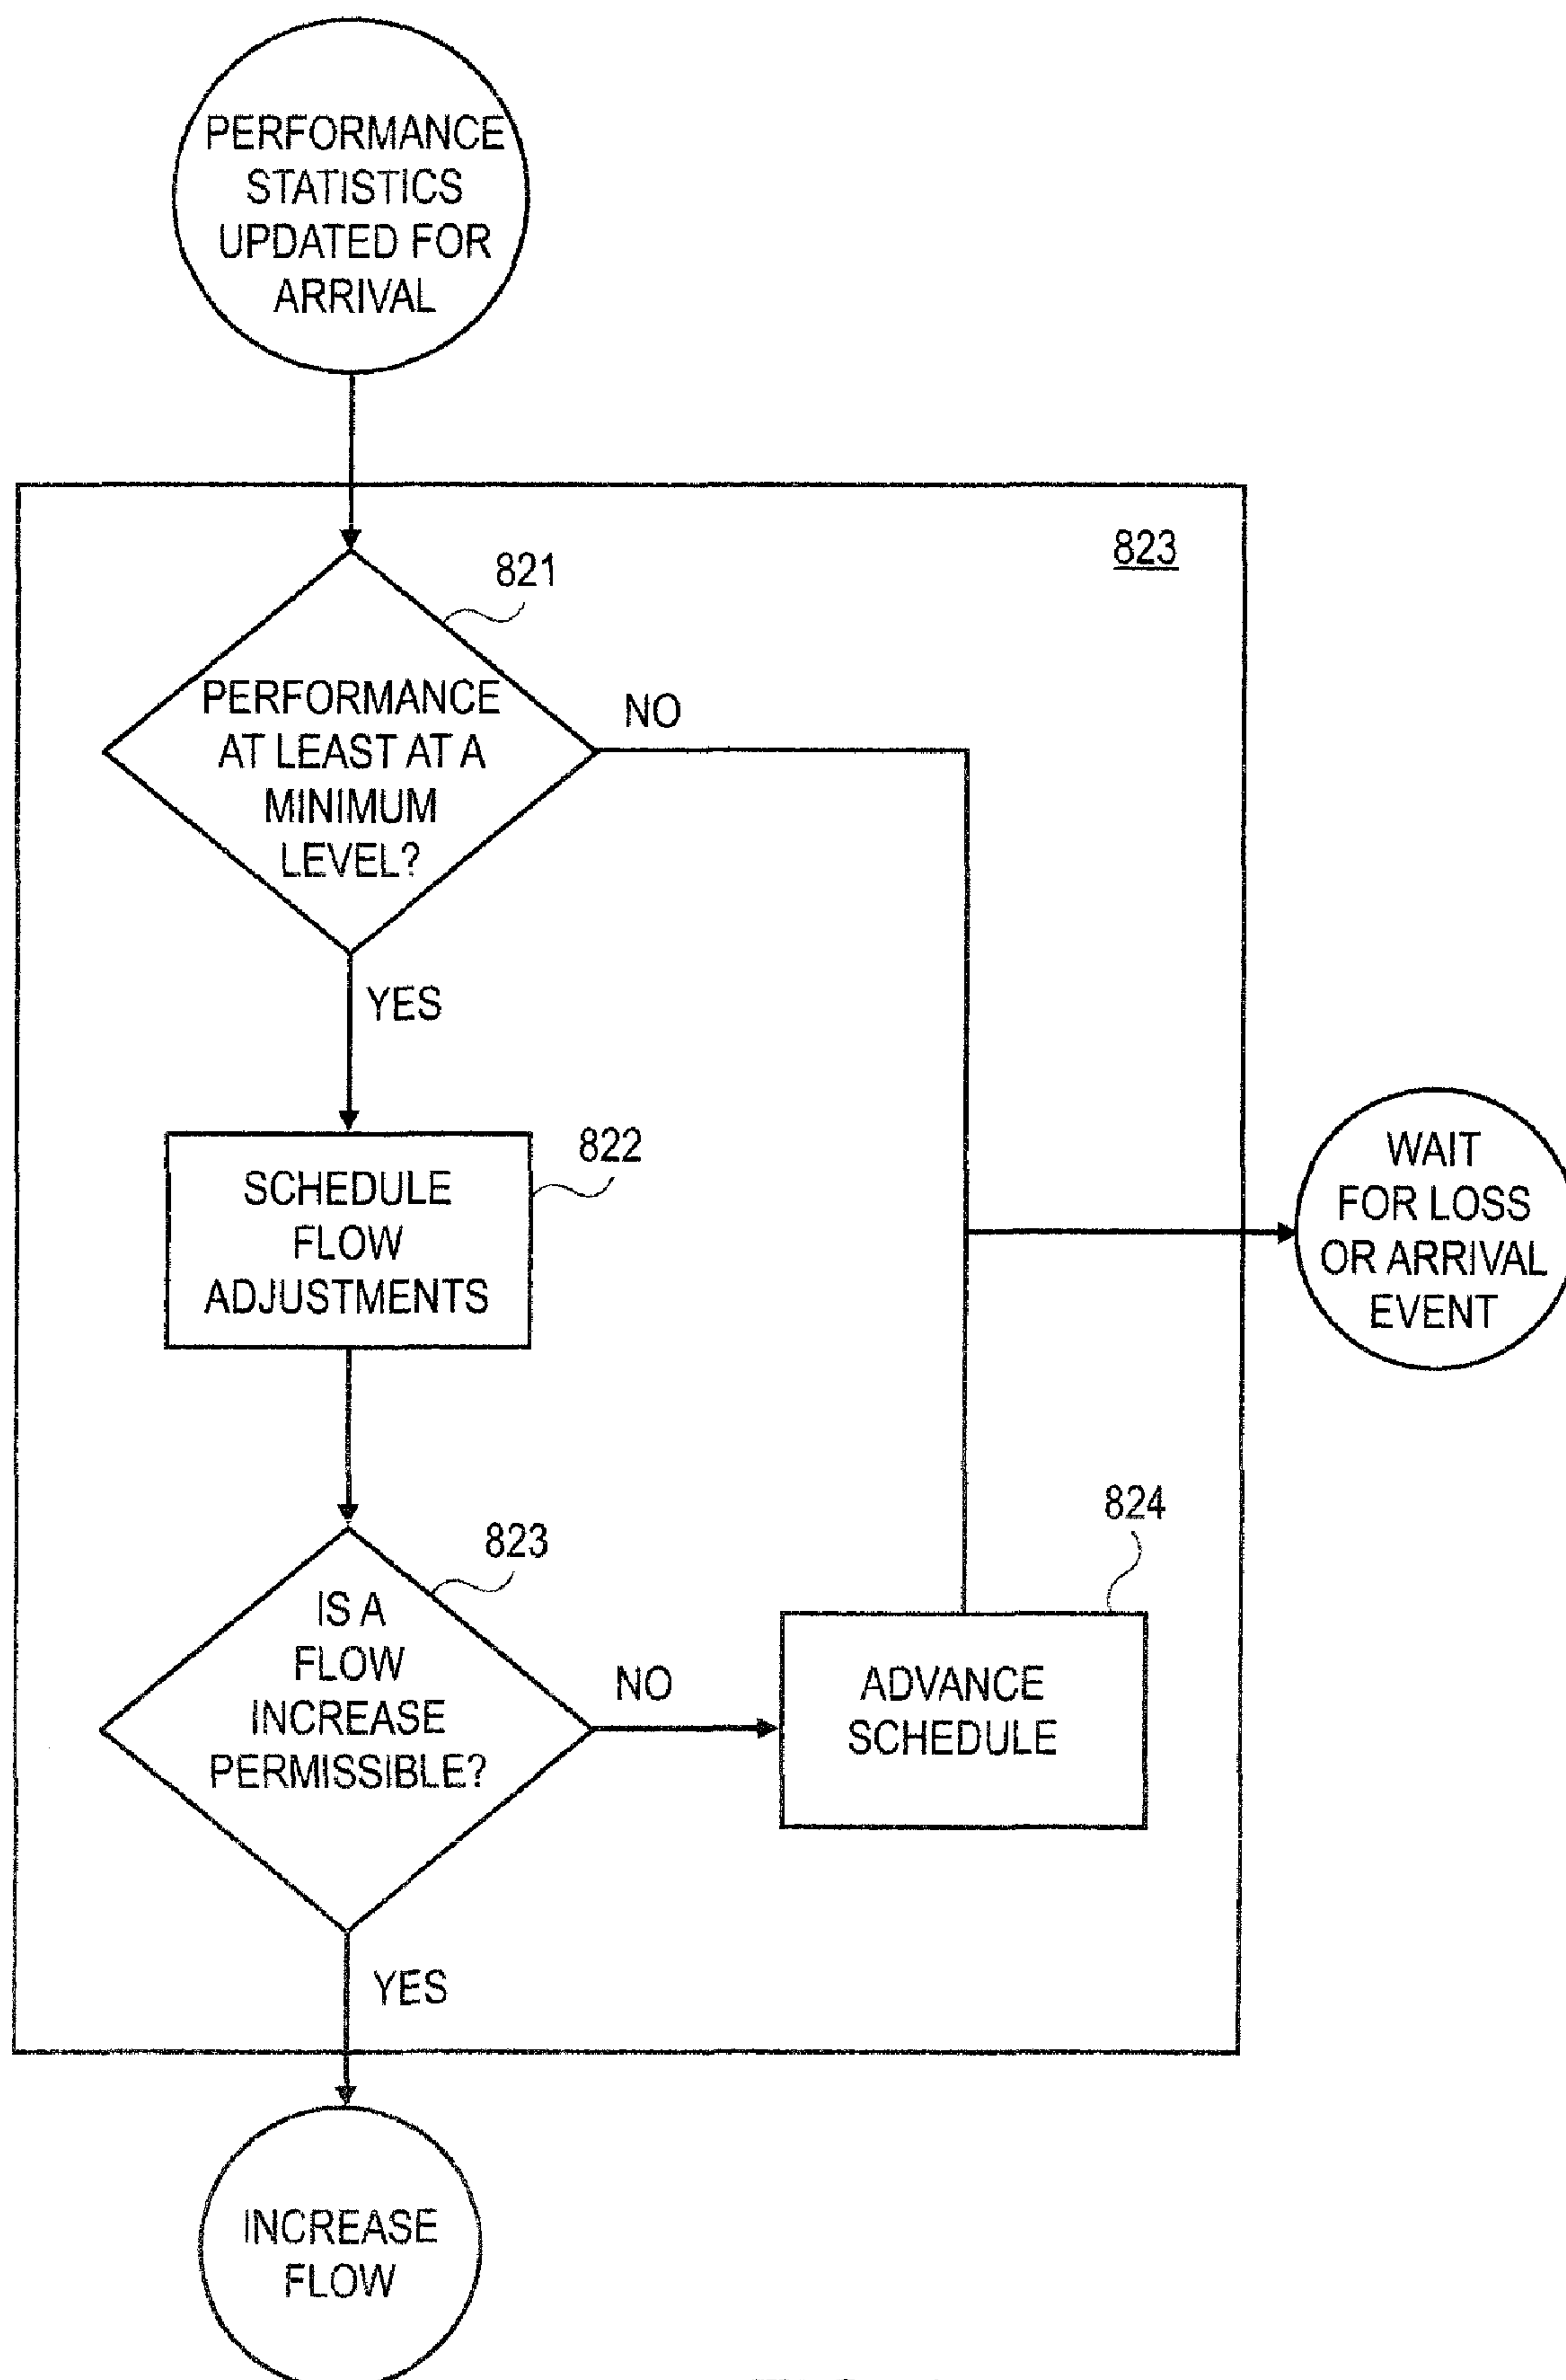 PERFORMANCE
STATISTICS
UPDATED FOR
ARRIVAL
823
821
PERFORMANCE
AT LEAST AT A
MINIMUM
LEVEL?
NO
YES
822
SCHEDULE
FLOW
ADJUSTMENTS
WAIT
FOR LOSS
OR ARRIVAL
EVENT
823
IS A
FLOW
INCREASE
PERMISSIBLE?
NO
824
ADVANCE
SCHEDULE
YES
INCREASE
FLOW